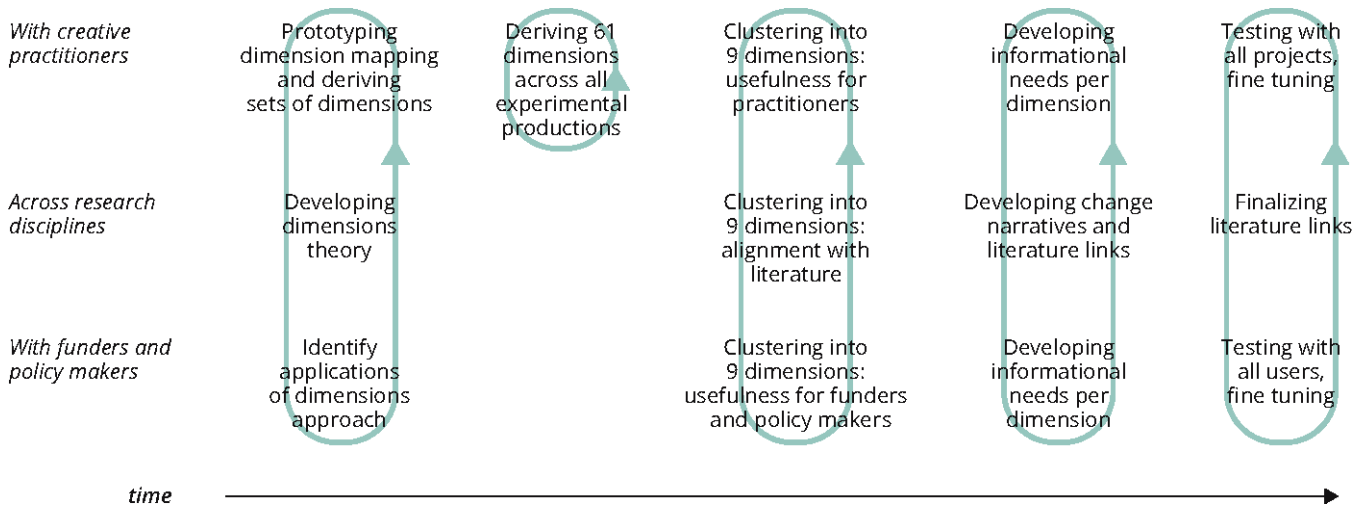 With creative
practitioners
Prototyping
dimension mapping
and deriving
sets of dimensions
Deriving 61
dimensions
across all
experimental
productions
Clustering into
9 dimensions:
usefulness for
practitioners
Developing
informational
needs per
dimension
Testing with
all projects,
fine tuning
Across research
disciplines
Developing
dimensions
theory
Clustering into
9 dimensions:
alignment with
literature
Developing change
narratives and
literature links
Finalizing
literature links
With funders and
policy makers
Identify
applications
of dimensions
approach
Clustering into
9 dimensions:
usefulness for funders
and policy makers
Developing
informational
needs per
dimension
Testing with
all users,
fine tuning
time